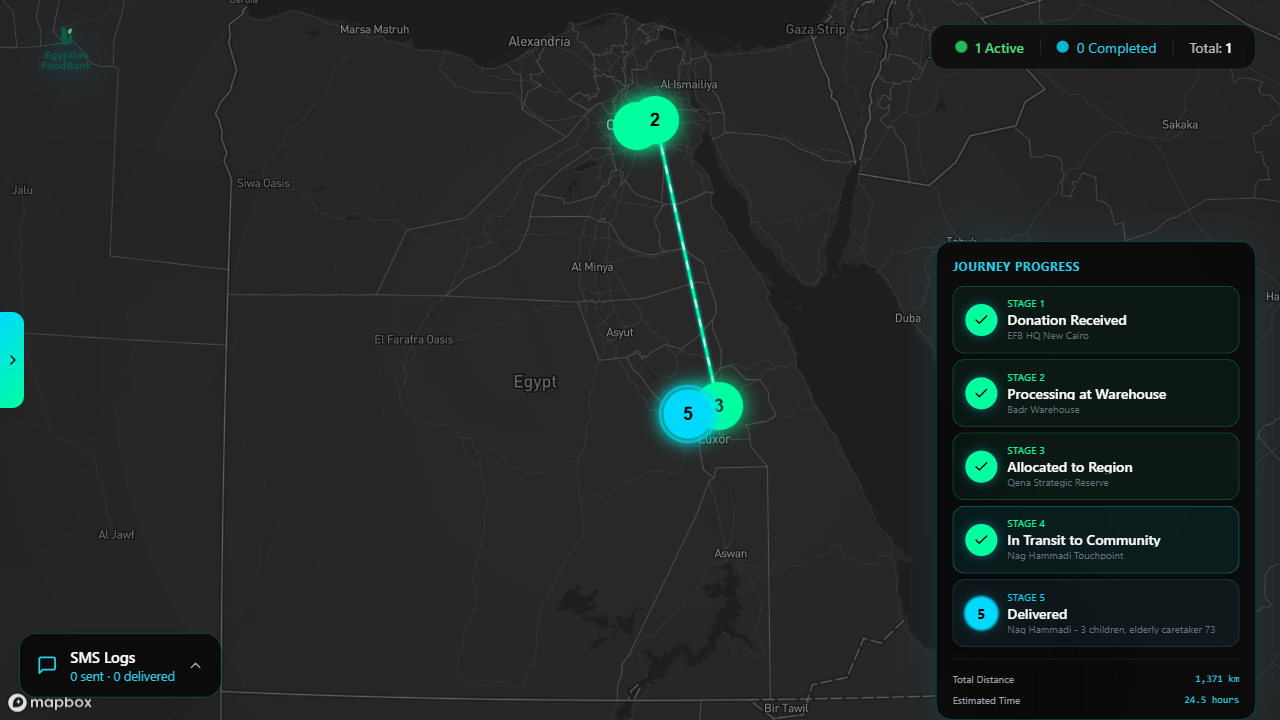 Marsa Matruh
Alexandria
Gaza Strip
Egyptian
FoodBank
1 Active
0 Completed
Total: 1
Al Ismailiya
2
Sakaka
Siwa Oasis
Jalu
JOURNEY PROGRESS
STAGE 1
Donation Received
EFB HQ New Cairo
STAGE 2
Processing at Warehouse
Badr Warehouse
STAGE 3
Allocated to Region
Qena Strategic Reserve
STAGE 4
In Transit to Community
Nag Hammadi Touchpoint
5
STAGE 5
Delivered
Nag Hammadi - 3 children, elderly caretaker 73
Total Distance
1,371 km
Estimated Time
24.5 hours
Al Minya
Duba
Asyut
El Farafra Oasis
Egypt
5
3
Luxor
Al Jawf
Aswan
SMS Logs
0 sent · 0 delivered
mapbox
Bir Tawil